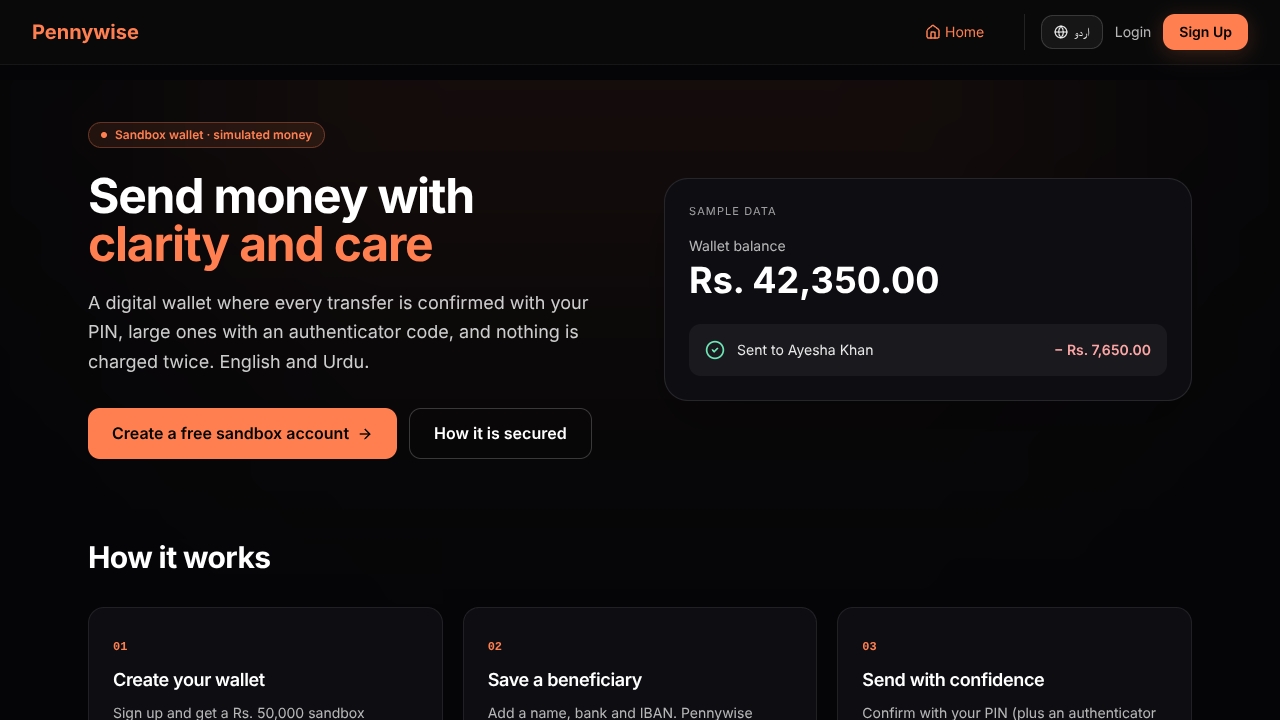 Pennywise
Home
اردو
Login
Sign Up
Sandbox wallet · simulated money
Send money with
clarity and care
A digital wallet where every transfer is confirmed with your
PIN, large ones with an authenticator code, and nothing is
charged twice. English and Urdu.
Create a free sandbox account →
How it is secured
SAMPLE DATA
Wallet balance
Rs. 42,350.00
Sent to Ayesha Khan
− Rs. 7,650.00
How it works
01
Create your wallet
Sign up and get a Rs. 50,000 sandbox
02
Save a beneficiary
Add a name, bank and IBAN. Pennywise
03
Send with confidence
Confirm with your PIN (plus an authenticator